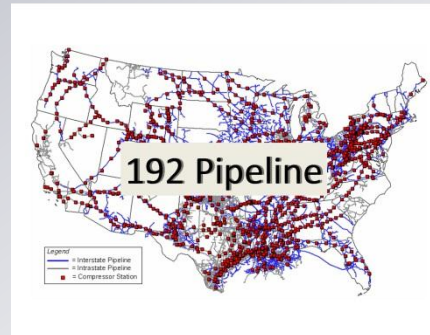 192 Pipeline
Legend
= Interstate Pipeline
= Intrastate Pipeline
= Compressor Station